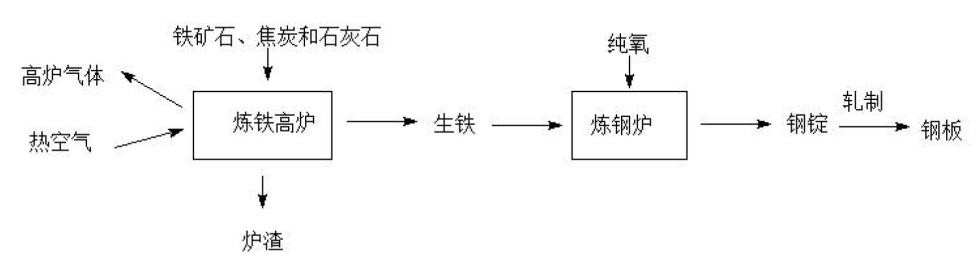 铁矿石、焦炭和石灰石
纯氧
高炉气体
热空气
炼铁高炉
生铁
炼钢炉
钢锭
轧制
钢板
炉渣